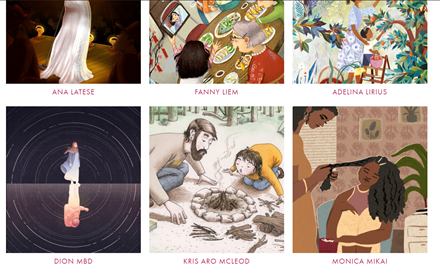 ANA LATESE
FANNY LIEM
ADELINA LIRIUS
DION MBD
KRIS ARO MCLEOD
MONICA MIKAI